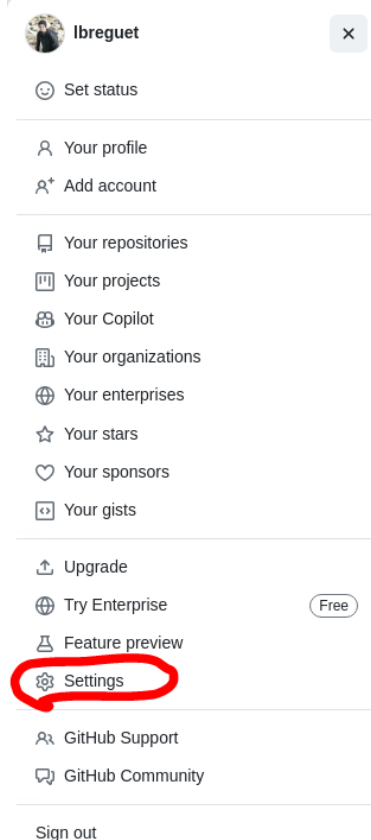 lbreguet
Set status
Your profile
Add account
Your repositories
Your projects
Your Copilot
Your organizations
Your enterprises
Your stars
Your sponsors
Your gists
Upgrade
Try Enterprise Free
Feature preview
Settings
GitHub Support
GitHub Community
Sign out